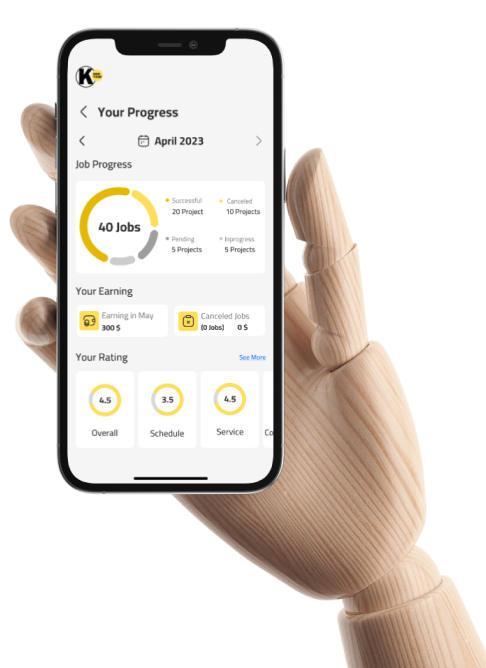 K
Your Progress
April 2023
Job Progress
40 Jobs
Successful
20 Project
Canceled
10 Projects
Pending
5 Projects
Inprogress
5 Projects
Your Earning
Earning in May
300 $
Canceled Jobs
(0 Jobs) 0 $
Your Rating
See More
4.5
Overall
3.5
Schedule
4.5
Service
Co